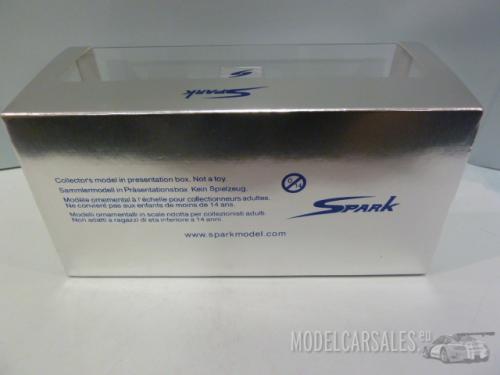 SPARK
Collector's model in presentation box. Not a toy.
Sammlermodell in Präsentationsbox Kein Spielzeug.
Modèle ornemental à l'échelle pour collectionneurs adultes.
Ne convient pas aux enfants de moins de 14 ans.
Modelli ornamentali in scale ridotta per collezionisti adulti.
Non adatti a ragazzi di eta inferiore a 14 anni.
SPARK
www.sparkmodel.com
MODELCARSALES.eu